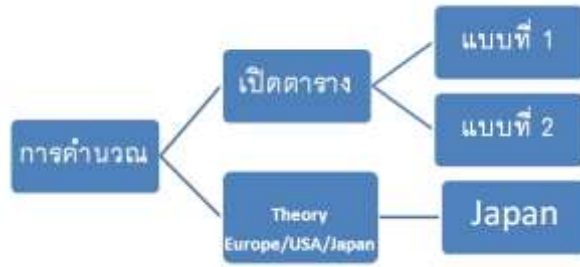 การคำนวณ
เปิดตาราง
แบบที่ 1
แบบที่ 2
Theory
Europe/USA/Japan
Japan